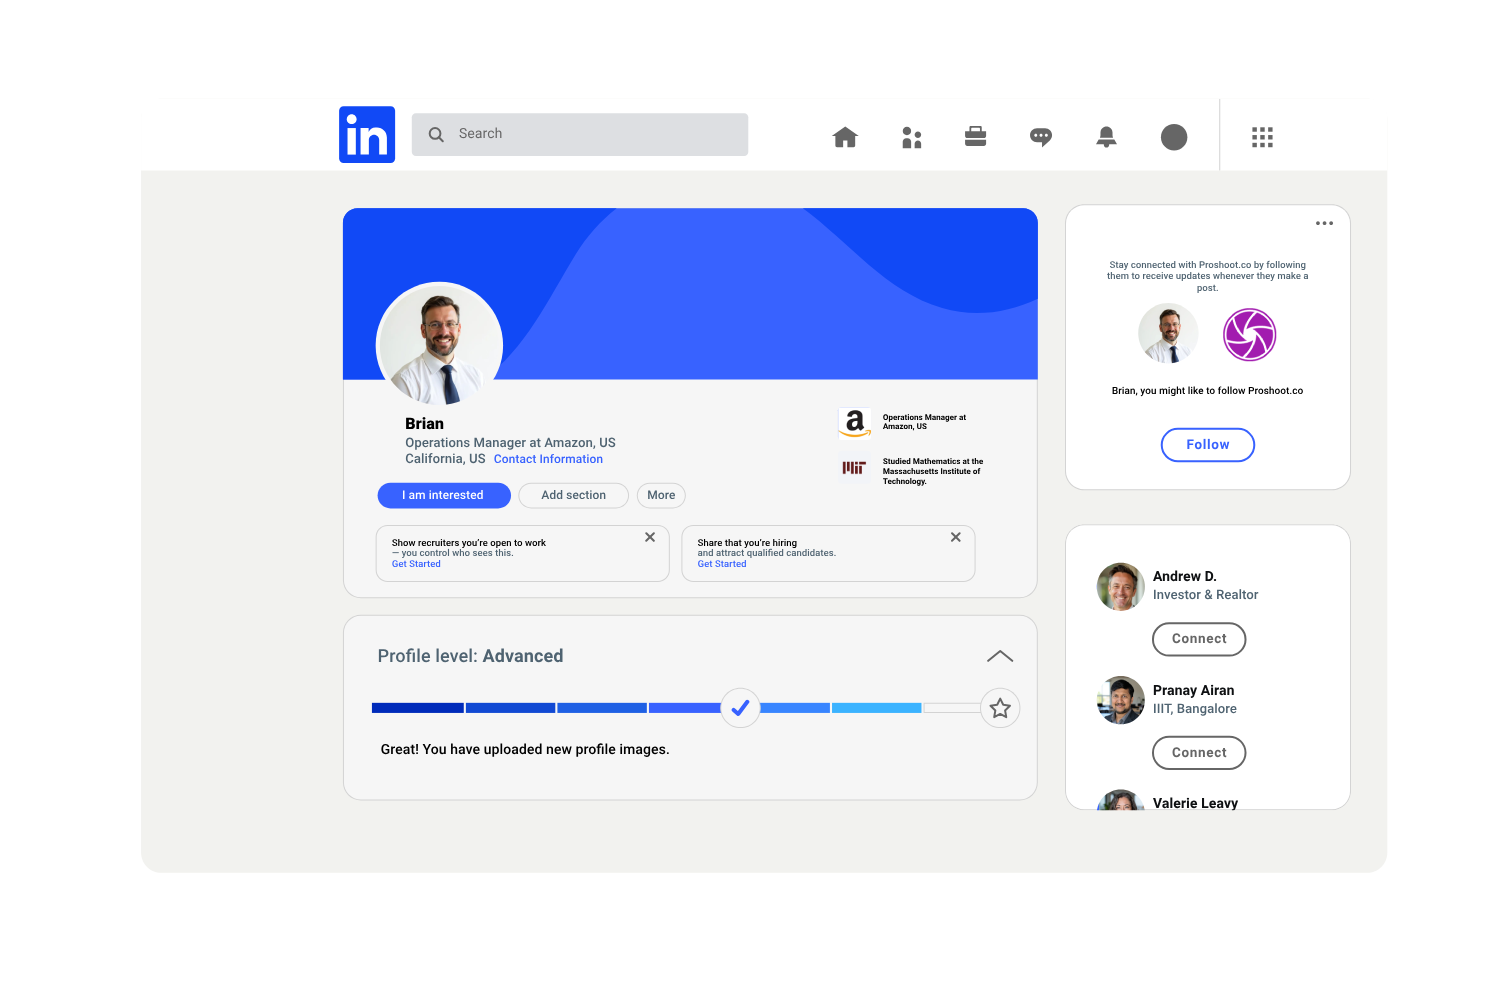 in
Search
Brian
Operations Manager at Amazon, US
California, US Contact Information
I am interested
Add section
More
a
Operations Manager at
Amazon, US
MIT
Studied Mathematics at the
Massachusetts Institute of
Technology.
Show recruiters you're open to work
— you control who sees this.
Get Started
Share that you're hiring
and attract qualified candidates.
Get Started
Profile level: Advanced
Great! You have uploaded new profile images.
Stay connected with Proshoot.co by following
them to receive updates whenever they make a
post.
Brian, you might like to follow Proshoot.co
Follow
Andrew D.
Investor & Realtor
Connect
Pranay Airan
IIIT, Bangalore
Connect
Valerie Leavy